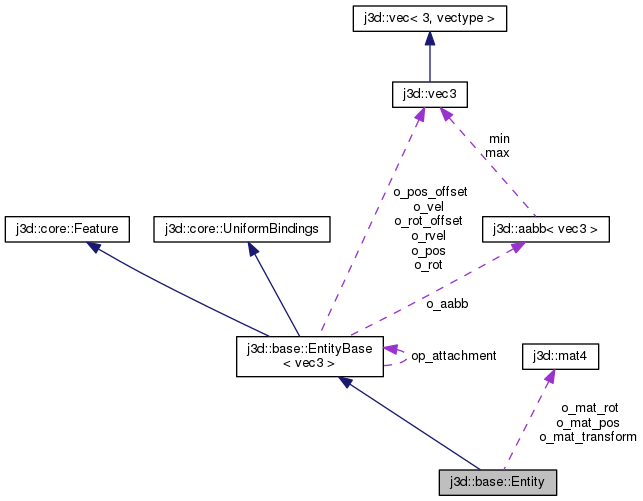 j3d::vec< 3, vectype >
j3d::vec3
min
max
o_pos_offset
o_vel
o_rot_offset
o_rvel
o_pos
o_rot
j3d::core::Feature
j3d::core::UniformBindings
j3d::aabb< vec3 >
o_aabb
j3d::base::EntityBase
< vec3 >
op_attachment
j3d::mat4
o_mat_rot
o_mat_pos
o_mat_transform
j3d::base::Entity